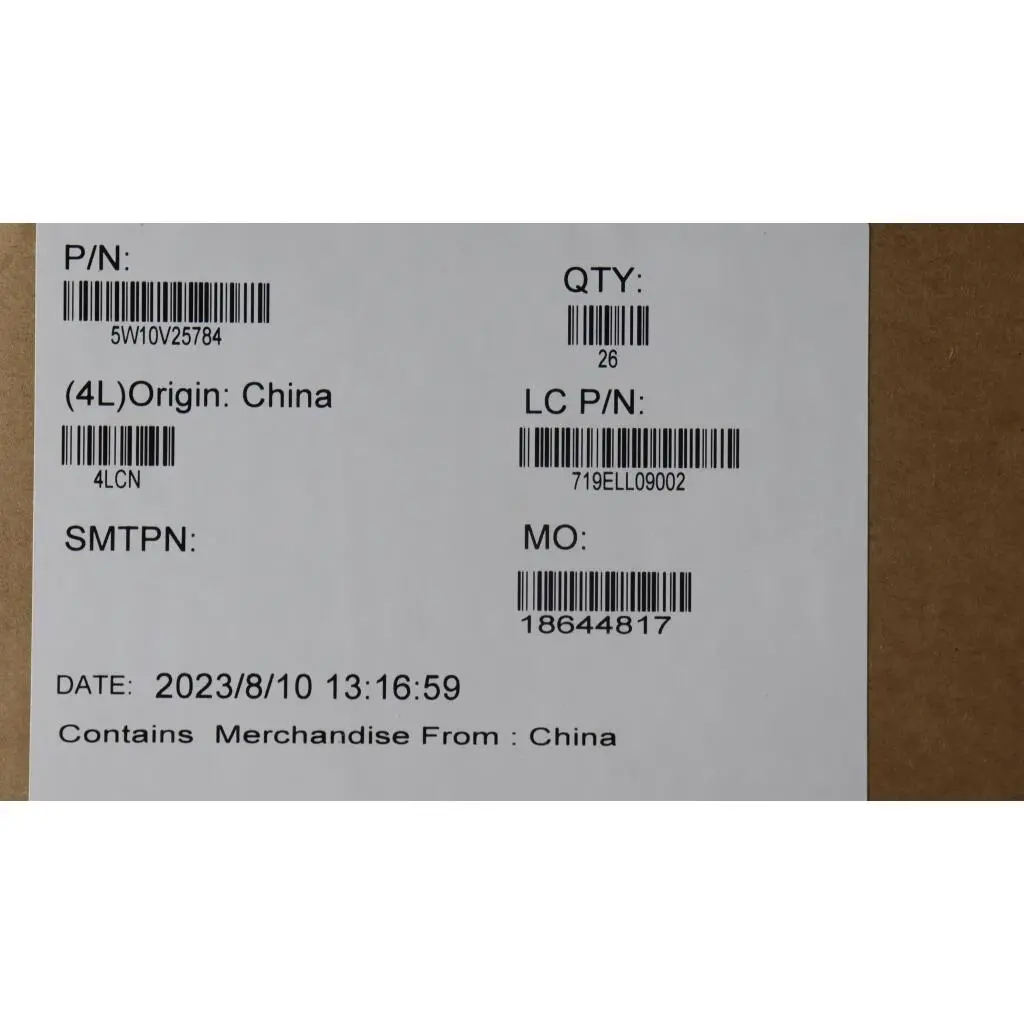 P/N:
5W10V25784
QTY:
26
(4L)Origin: China
4LCN
LC P/N:
719ELL09002
SMTPN:
MO:
18644817
DATE: 2023/8/10 13:16:59
Contains Merchandise From : China